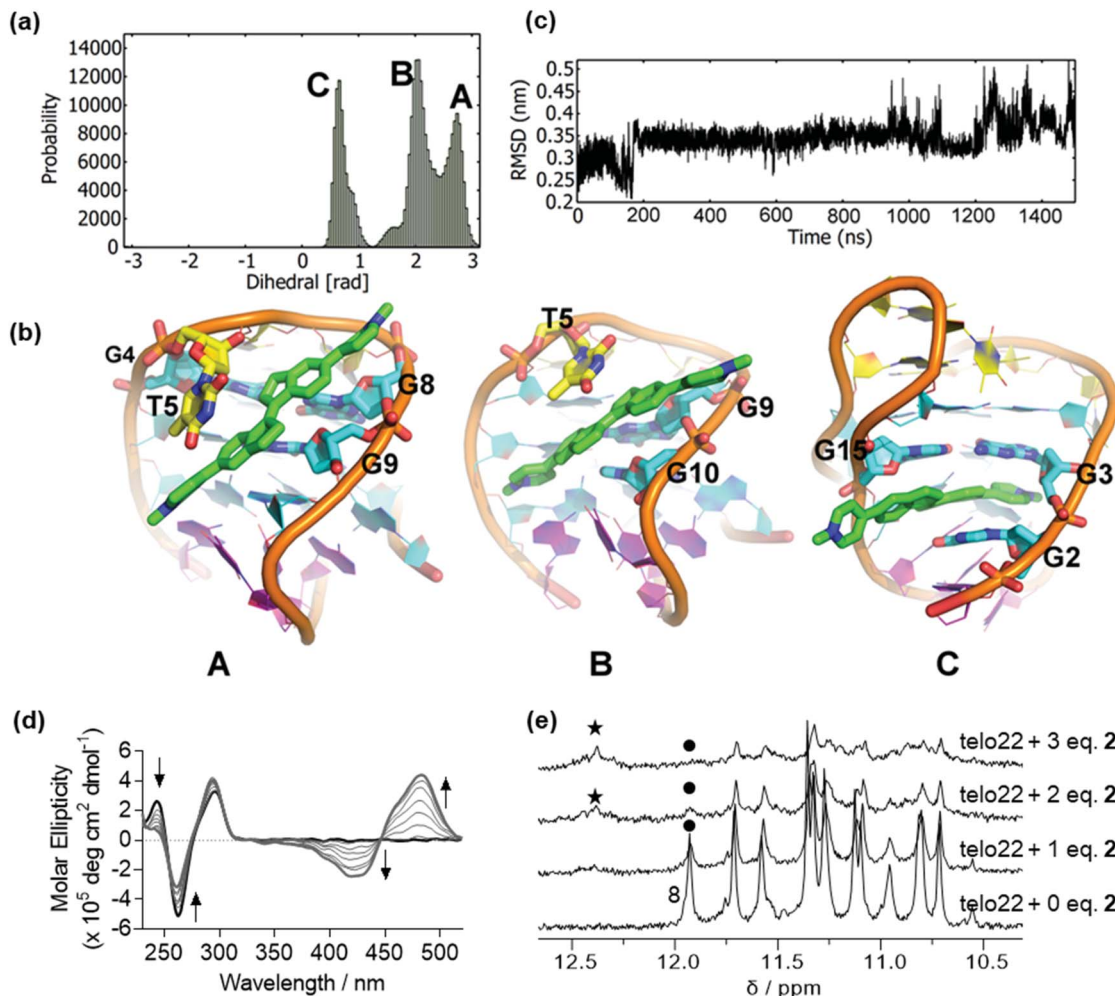 (a)
14000
12000
10000
8000
6000
4000
2000
0
Probability
C
B
A
-3 -2 -1 0 1 2 3
Dihedral [rad]
(c)
0.5
0.45
0.4
0.35
0.3
0.25
0.2
RMSD (nm)
0 200 400 600 800 1000 1200 1400
Time (ns)
(b)
G4
T5
G8
G9
A
T5
G9
G10
B
G15
G3
G2
C
(d)
Molar Ellipticity
(x 10⁵ deg cm² dmol⁻¹)
6
4
2
0
-2
-4
-6
250 300 350 400 450 500
Wavelength / nm
(e)
★ ● telo22 + 3 eq. 2
★ ● telo22 + 2 eq. 2
● telo22 + 1 eq. 2
8 telo22 + 0 eq. 2
12.5 12.0 11.5 11.0 10.5
δ / ppm